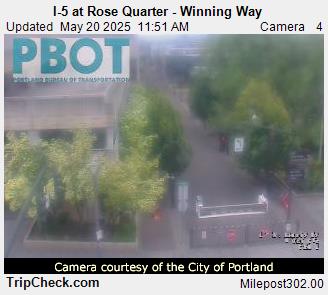 I-5 at Rose Quarter - Winning Way
Updated May 20 2025 11:51 AM Camera 4
PBOT
PORTLAND BUREAU OF TRANSPORTATION
Camera courtesy of the City of Portland
TripCheck.com Milepost302.00